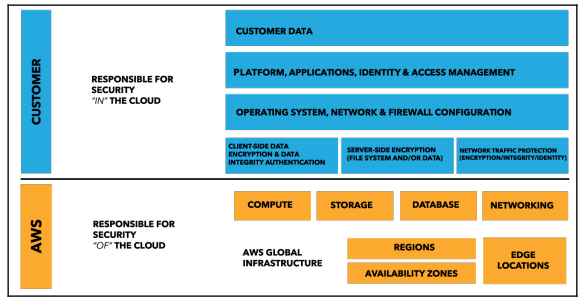 CUSTOMER
RESPONSIBLE FOR
SECURITY
"IN" THE CLOUD
CUSTOMER DATA
PLATFORM, APPLICATIONS, IDENTITY & ACCESS MANAGEMENT
OPERATING SYSTEM, NETWORK & FIREWALL CONFIGURATION
CLIENT-SIDE DATA
ENCRYPTION & DATA
INTEGRITY AUTHENTICATION
SERVER-SIDE ENCRYPTION
(FILE SYSTEM AND/OR DATA)
NETWORK TRAFFIC PROTECTION
(ENCRYPTION/INTEGRITY/IDENTITY)
AWS
RESPONSIBLE FOR
SECURITY
"OF" THE CLOUD
COMPUTE
STORAGE
DATABASE
NETWORKING
AWS GLOBAL
INFRASTRUCTURE
REGIONS
AVAILABILITY ZONES
EDGE
LOCATIONS